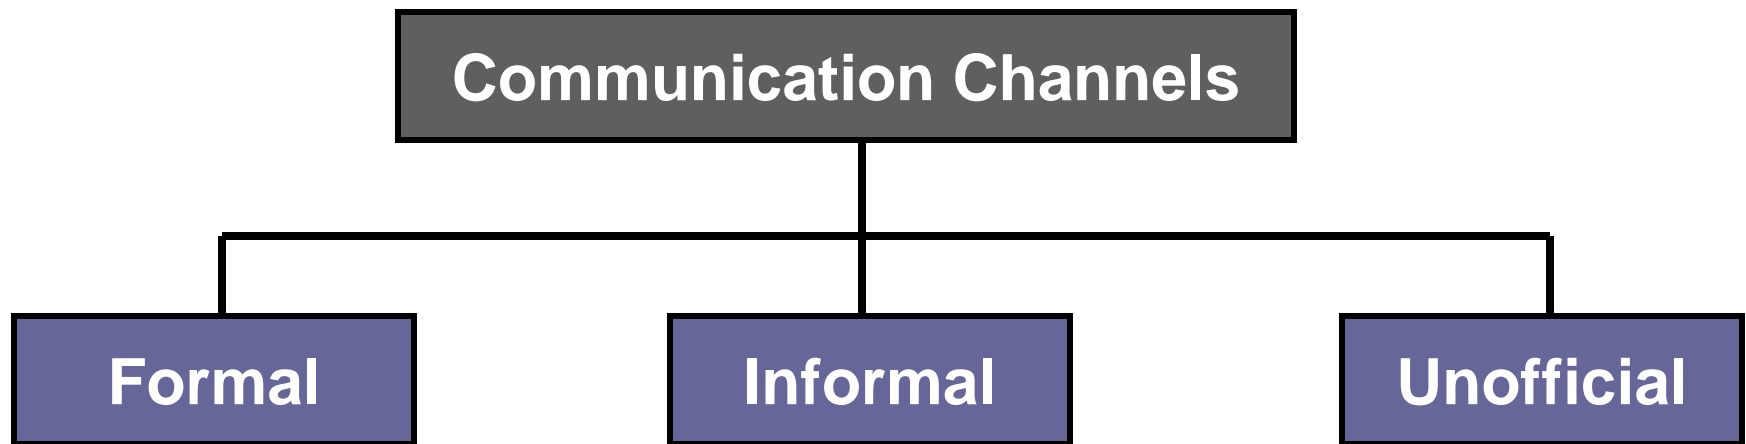 Communication Channels
Formal
Informal
Unofficial